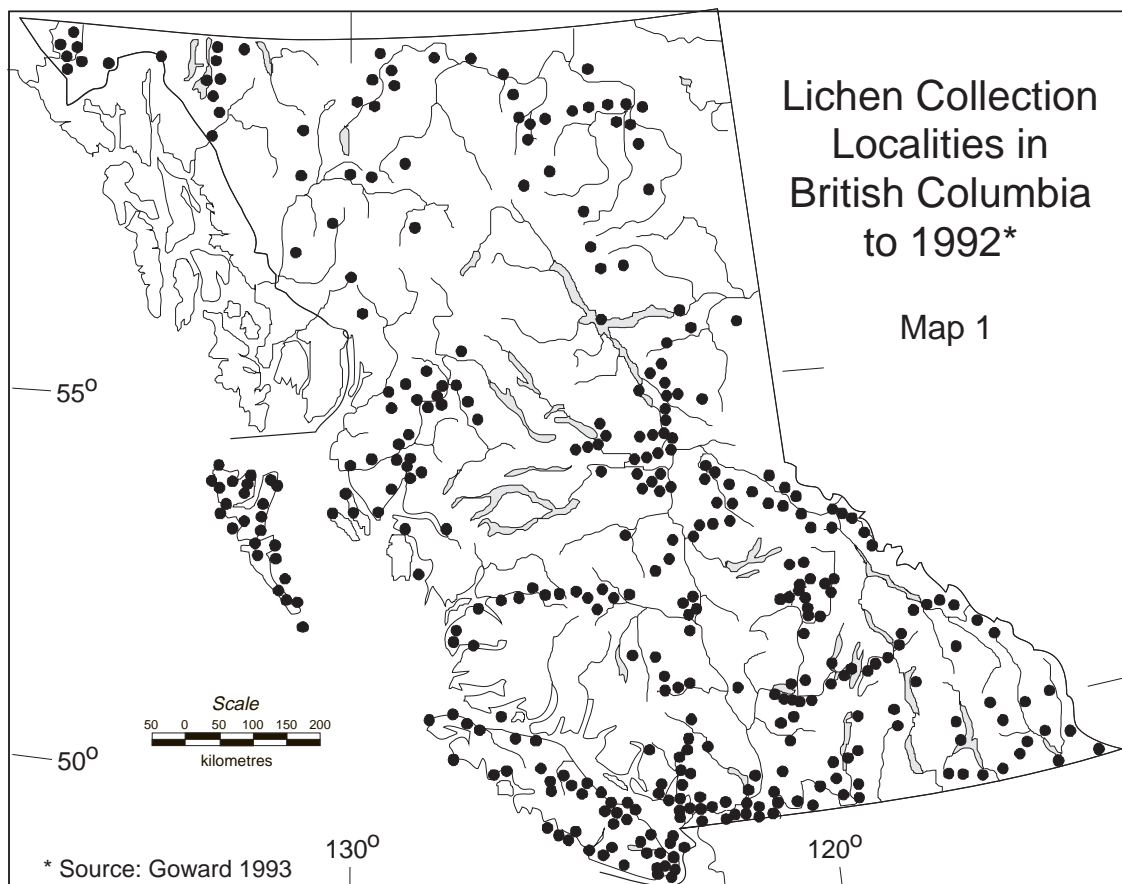 Lichen Collection
Localities in
British Columbia
to 1992*
Map 1
55º
Scale
50 0 50 100 150 200
kilometres
50º
130º
120º
* Source: Goward 1993